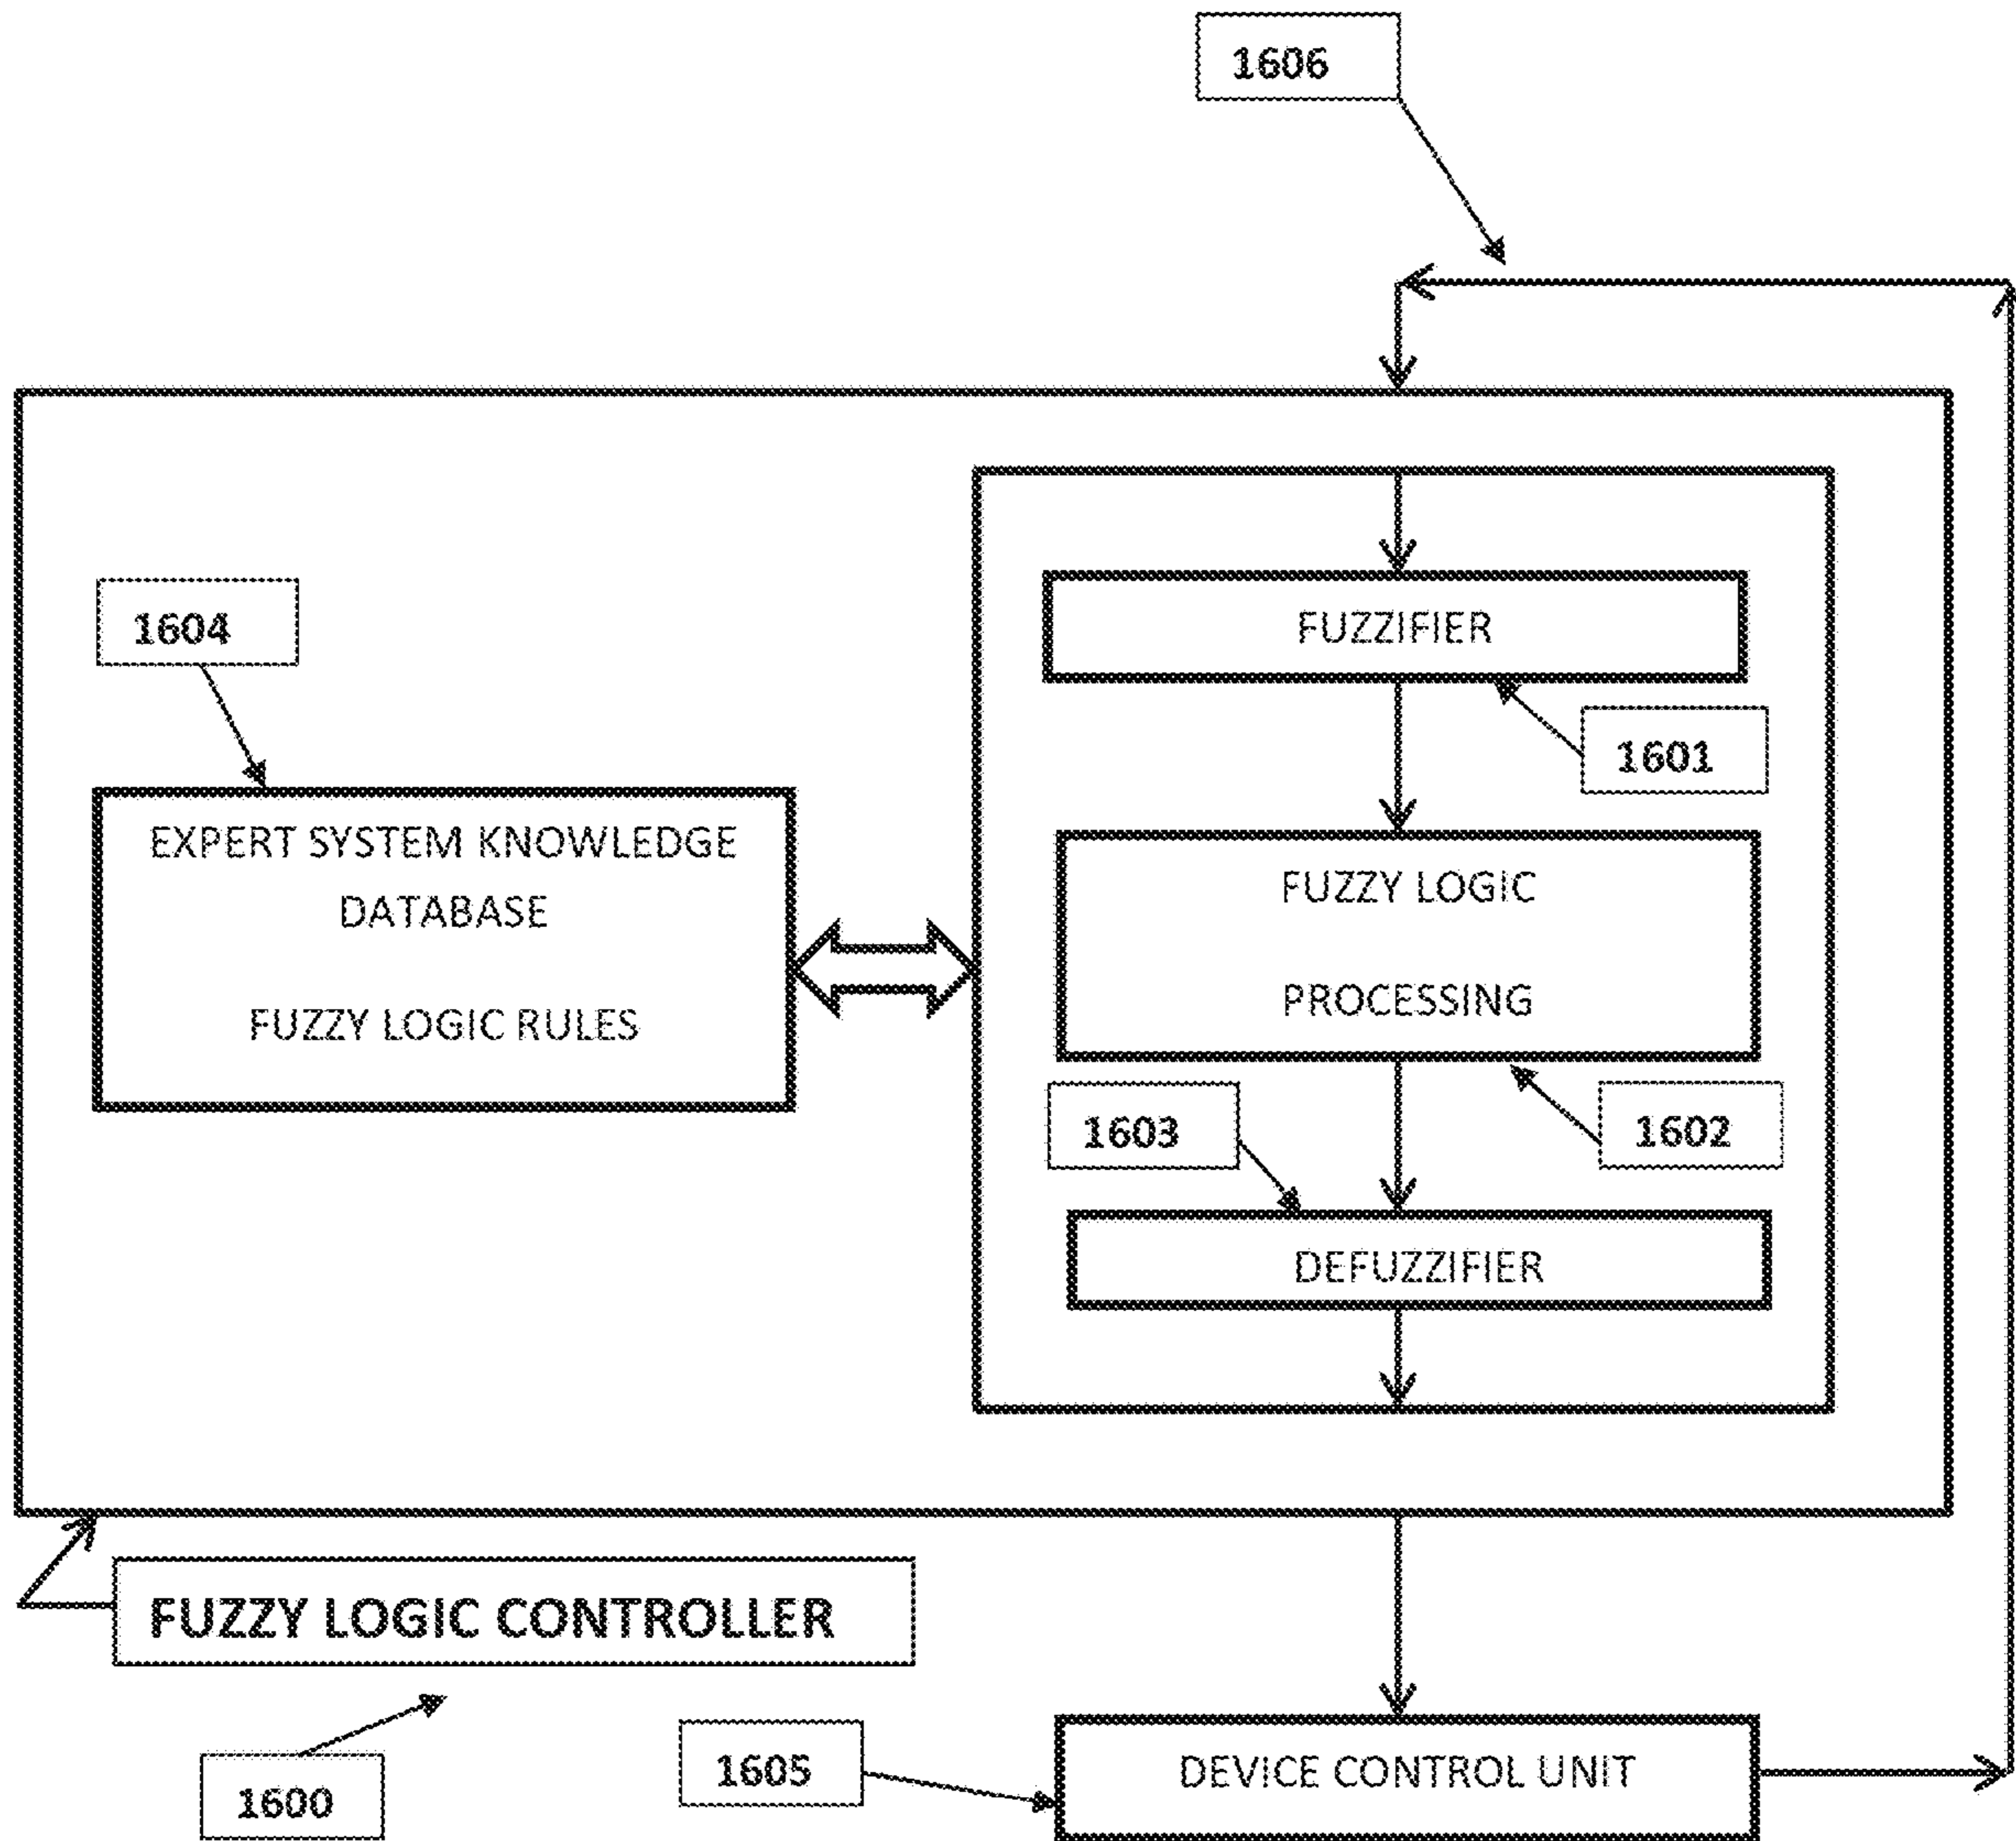 1606
FUZZIFIER
1604
1601
EXPERT SYSTEM KNOWLEDGE
DATABASE
FUZZY LOGIC RULES
FUZZY LOGIC
PROCESSING
1603
1602
DEFUZZIFIER
FUZZY LOGIC CONTROLLER
1600
1605
DEVICE CONTROL UNIT